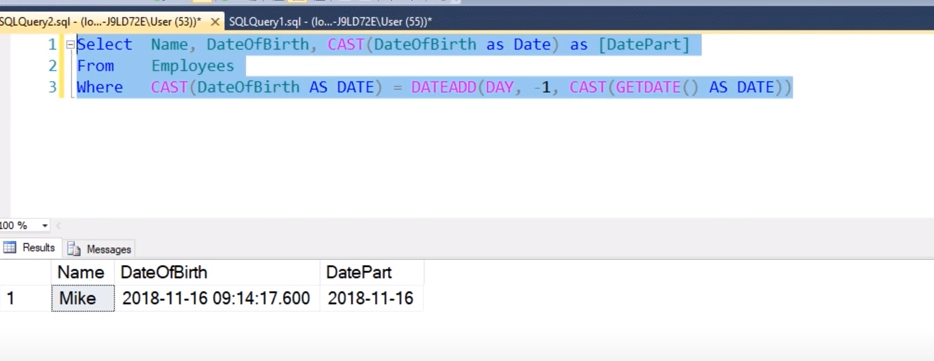 SQLQuery2.sql - (lo...-J9LD72E\User (53))* SQLQuery1.sql - (lo...-J9LD72E\User (55))*
1 Select Name, DateOfBirth, CAST(DateOfBirth as Date) as [DatePart]
2 From Employees
3 Where CAST(DateOfBirth AS DATE) = DATEADD(DAY, -1, CAST(GETDATE() AS DATE))
100 %
Results Messages
Name DateOfBirth DatePart
1 Mike 2018-11-16 09:14:17.600 2018-11-16